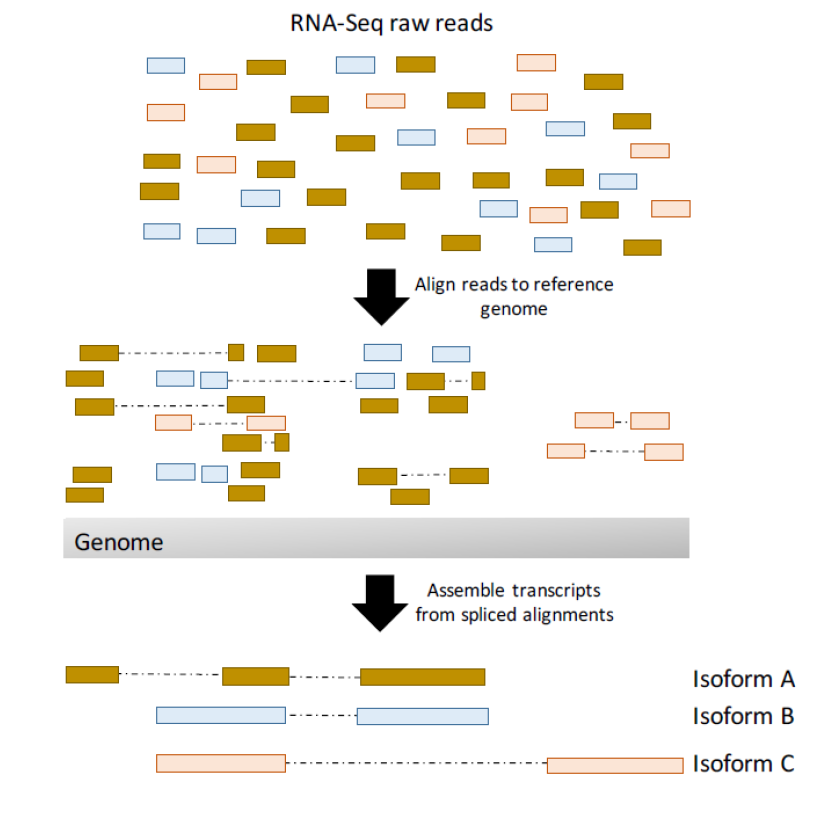 RNA-Seq raw reads
Align reads to reference
genome
Genome
Assemble transcripts
from spliced alignments
Isoform A
Isoform B
Isoform C